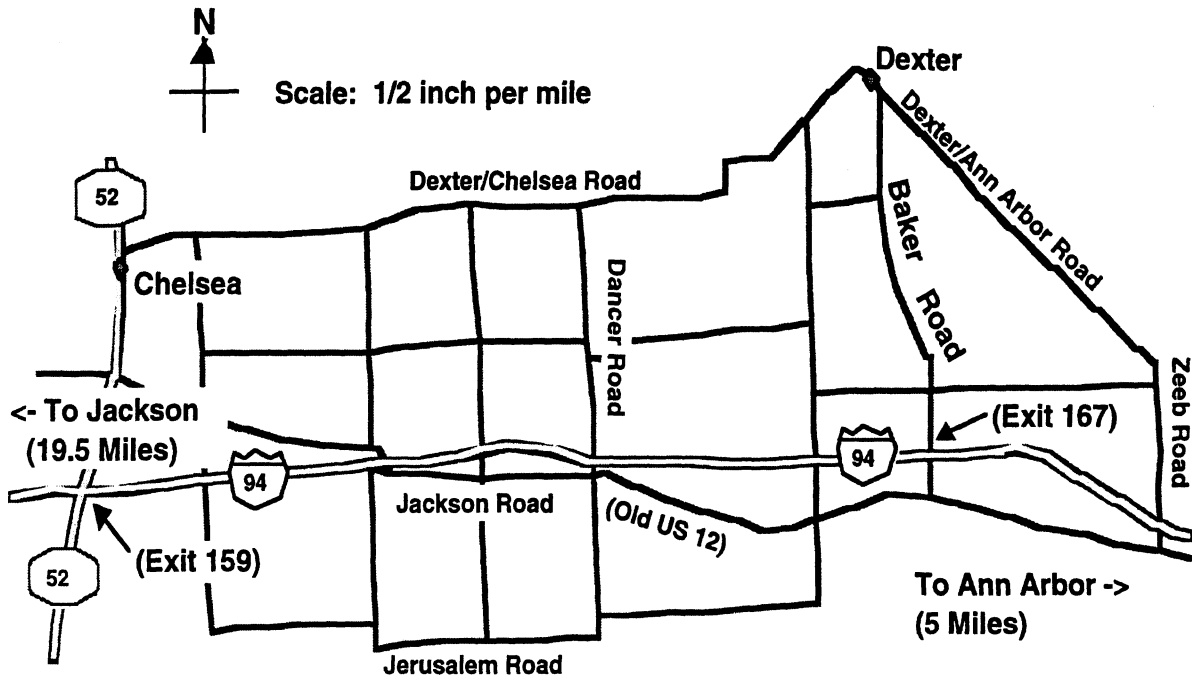 N
Dexter
Scale: 1/2 inch per mile
Dexter/Ann Arbor Road
52
Dexter/Chelsea Road
Baker Road
Chelsea
Dancer Road
<- To Jackson
(19.5 Miles)
(Exit 167)
Zeeb Road
94
94
Jackson Road
(Old US 12)
(Exit 159)
52
To Ann Arbor ->
(5 Miles)
Jerusalem Road